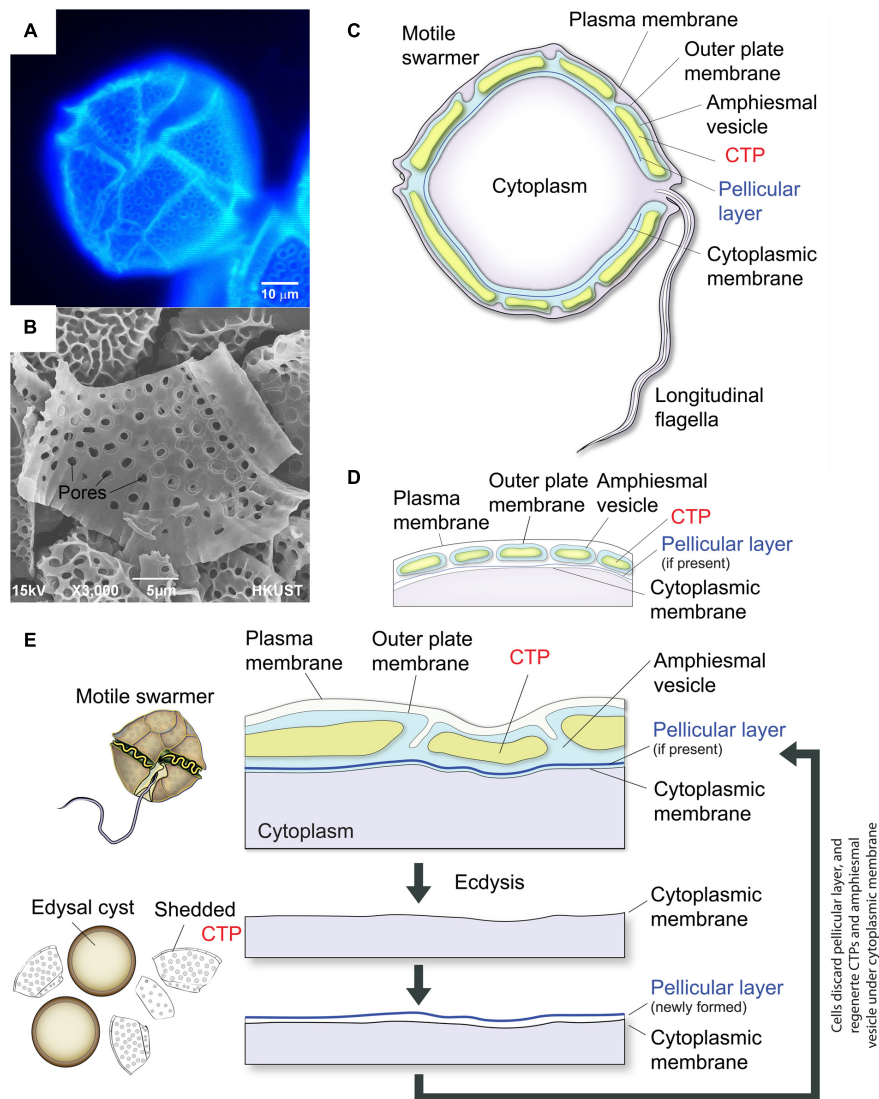 A
10 μm
B
Pores
15kV
X3,000
5μm
HKUST
C
Motile
swarmer
Plasma membrane
Outer plate
membrane
Amphiesmal
vesicle
CTP
Pellicular
layer
Cytoplasm
Cytoplasmic
membrane
Longitudinal
flagella
D
Plasma
membrane
Outer plate
membrane
Amphiesmal
vesicle
CTP
Pellicular layer
(if present)
Cytoplasmic
membrane
E
Motile swarmer
Plasma
membrane
Outer plate
membrane
CTP
Amphiesmal
vesicle
Pellicular layer
(if present)
Cytoplasmic
membrane
Cytoplasm
Ecdysis
Edysal cyst
Shedded
CTP
Cytoplasmic
membrane
Pellicular layer
(newly formed)
Cytoplasmic
membrane
Cells discard pellicular layer, and
regenerte CTPs and amphiesmal
vesicle under cytoplasmic membrane